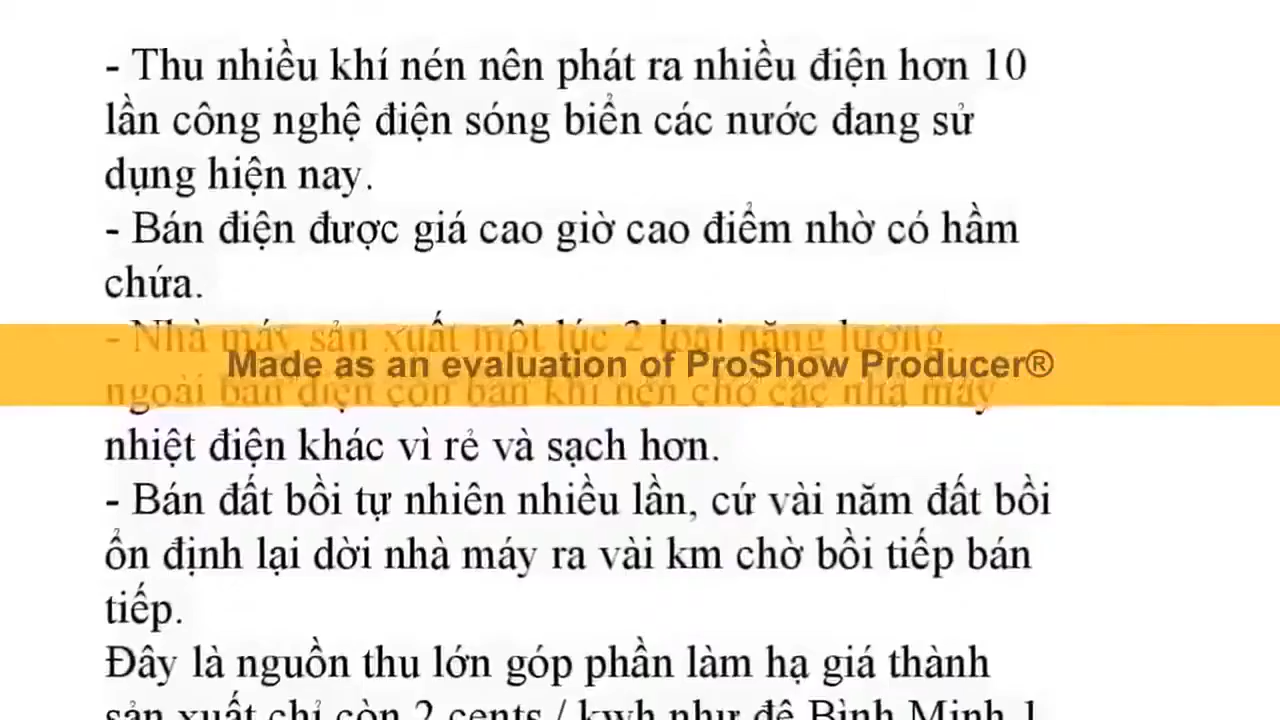 - Thu nhiều khí nén nên phát ra nhiều điện hơn 10
lần công nghệ điện sóng biển các nước đang sử
dụng hiện nay.
- Bán điện được giá cao giờ cao điểm nhờ có hầm
chứa.
- Nhà máy sản xuất một lúc 2 loại năng lượng,
Made as an evaluation of ProShow Producer®
ngoài bán điện còn bán khí nén cho các nhà máy
nhiệt điện khác vì rẻ và sạch hơn.
- Bán đất bồi tự nhiên nhiều lần, cứ vài năm đất bồi
ổn định lại dời nhà máy ra vài km chờ bồi tiếp bán
tiếp.
Đây là nguồn thu lớn góp phần làm hạ giá thành
sản xuất chỉ còn 2 cents / kwh như đê Bình Minh 1